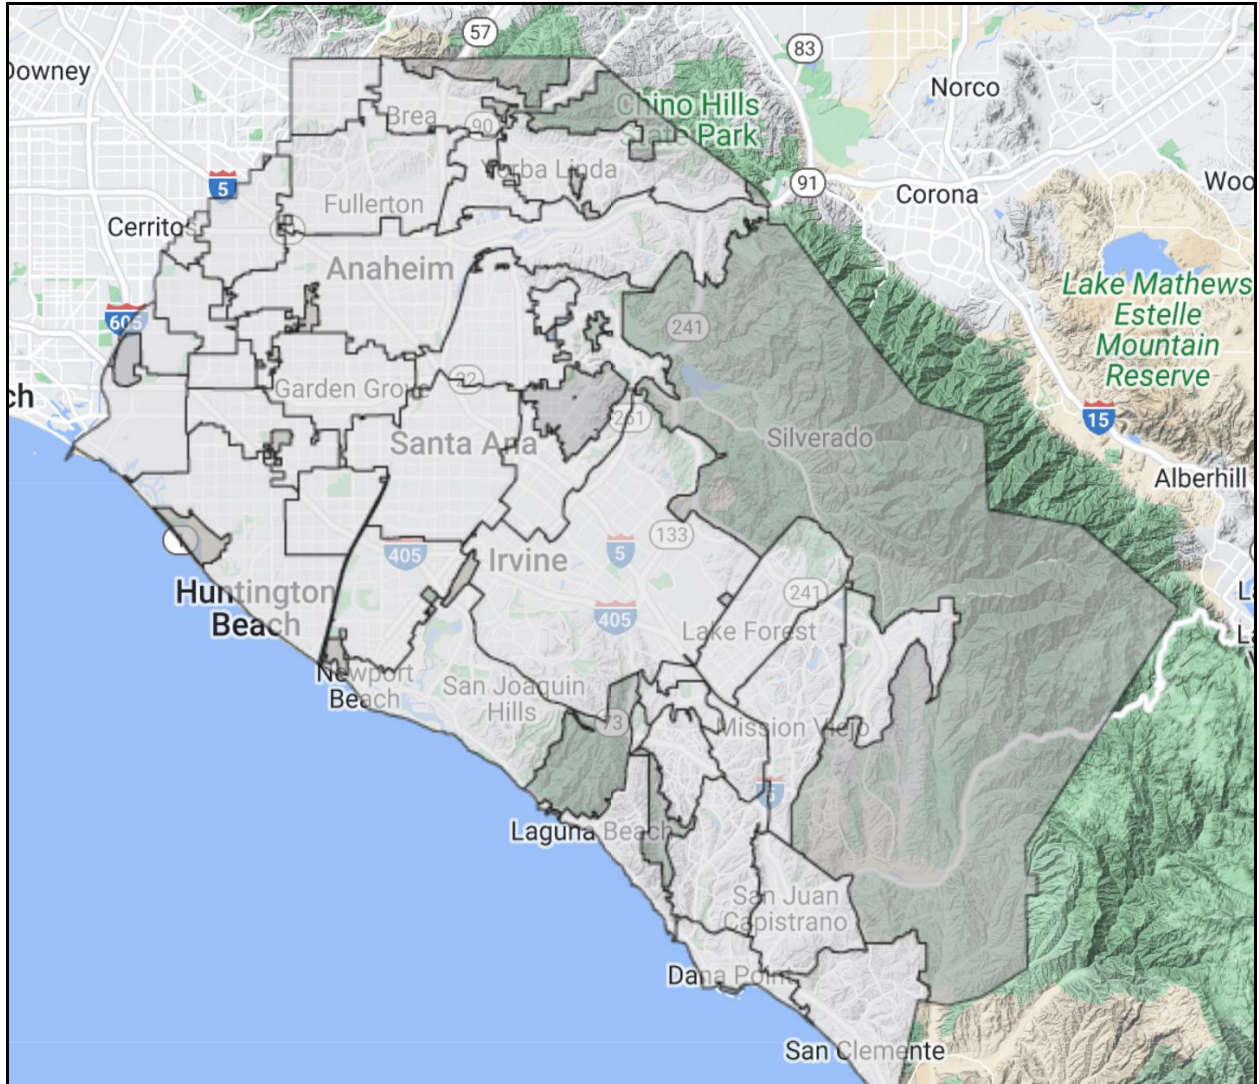 57
83
Downey
Norco
Chino Hills
State Park
Brea
90
91
Yorba Linda
5
Woo
Corona
Fullerton
Cerritos
Anaheim
Lake Mathews
Estelle
Mountain
Reserve
605
241
Garden Grove
22
ch
15
261
Silverado
Santa Ana
Alberhill
133
1
405
Irvine
5
Huntington
Beach
241
405
Lake Forest
La
L
Newport
Beach
San Joaquin
Hills
73
Mission Viejo
5
Laguna Beach
San Juan
Capistrano
Dana Point
San Clemente